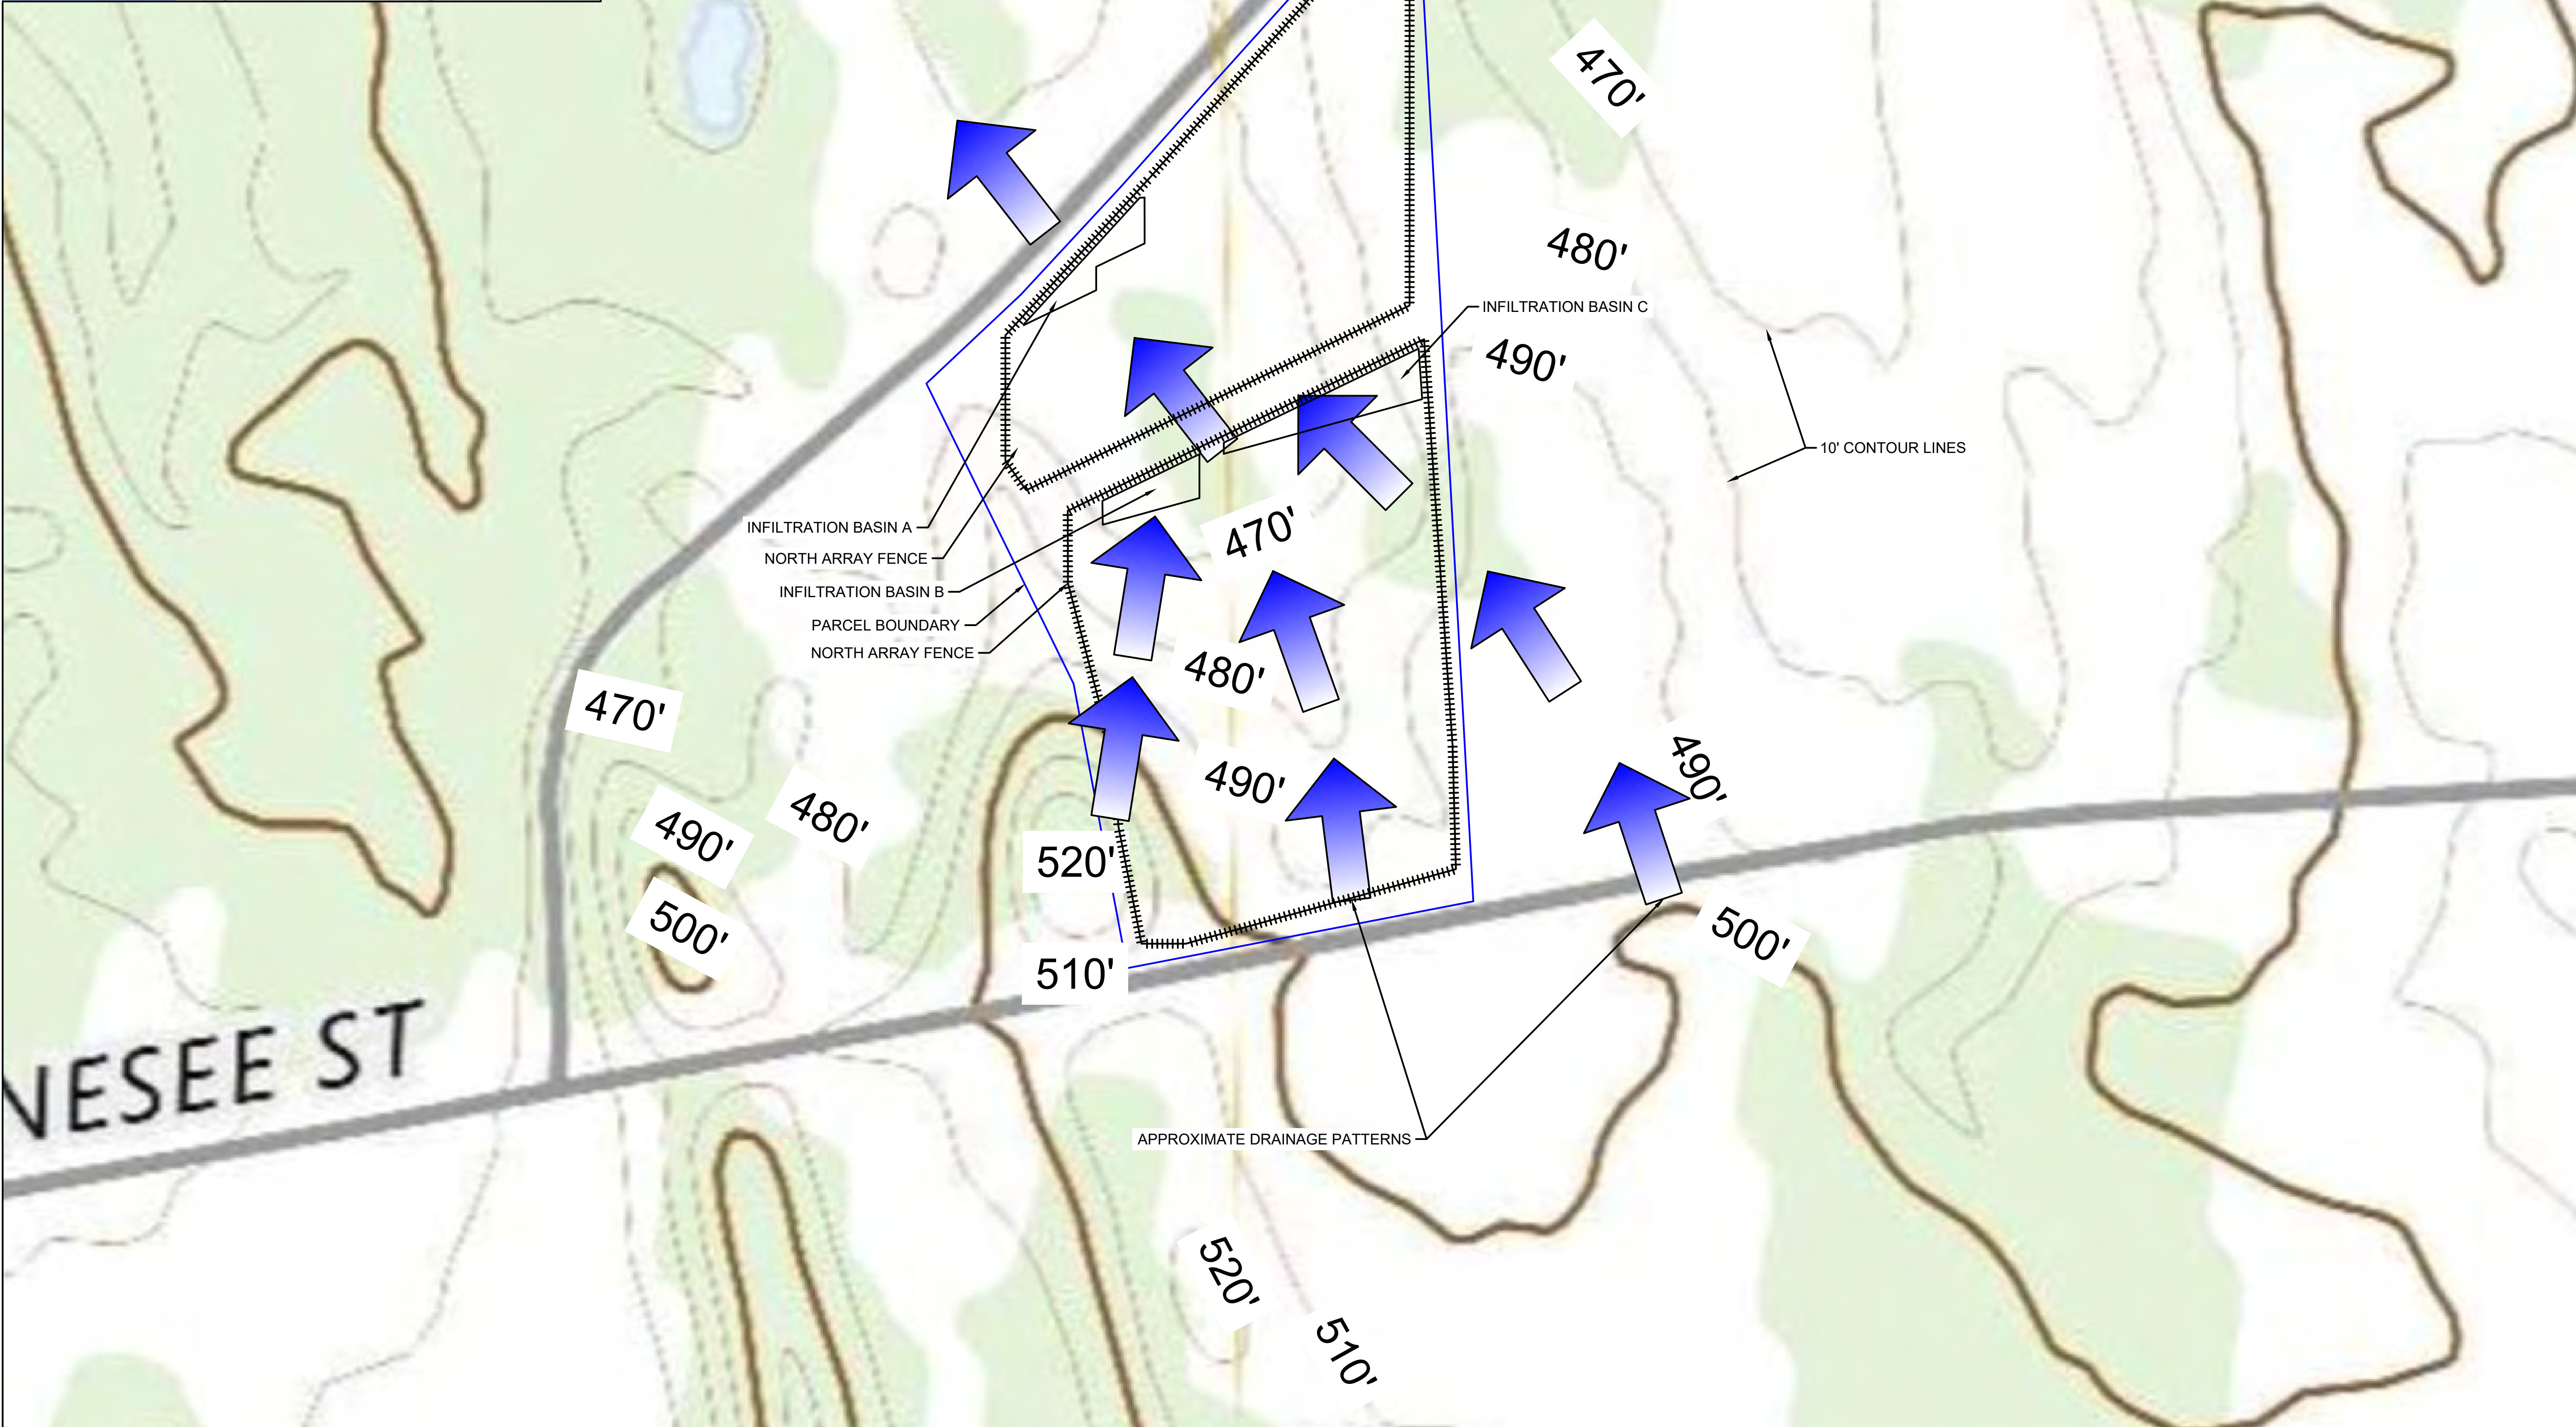 470'
480'
INFILTRATION BASIN C
490'
10' CONTOUR LINES
INFILTRATION BASIN A
470'
NORTH ARRAY FENCE
INFILTRATION BASIN B
PARCEL BOUNDARY
NORTH ARRAY FENCE
480'
470'
490'
490'
480'
490'
520'
500'
500'
510'
NESEE ST
APPROXIMATE DRAINAGE PATTERNS
520'
510'